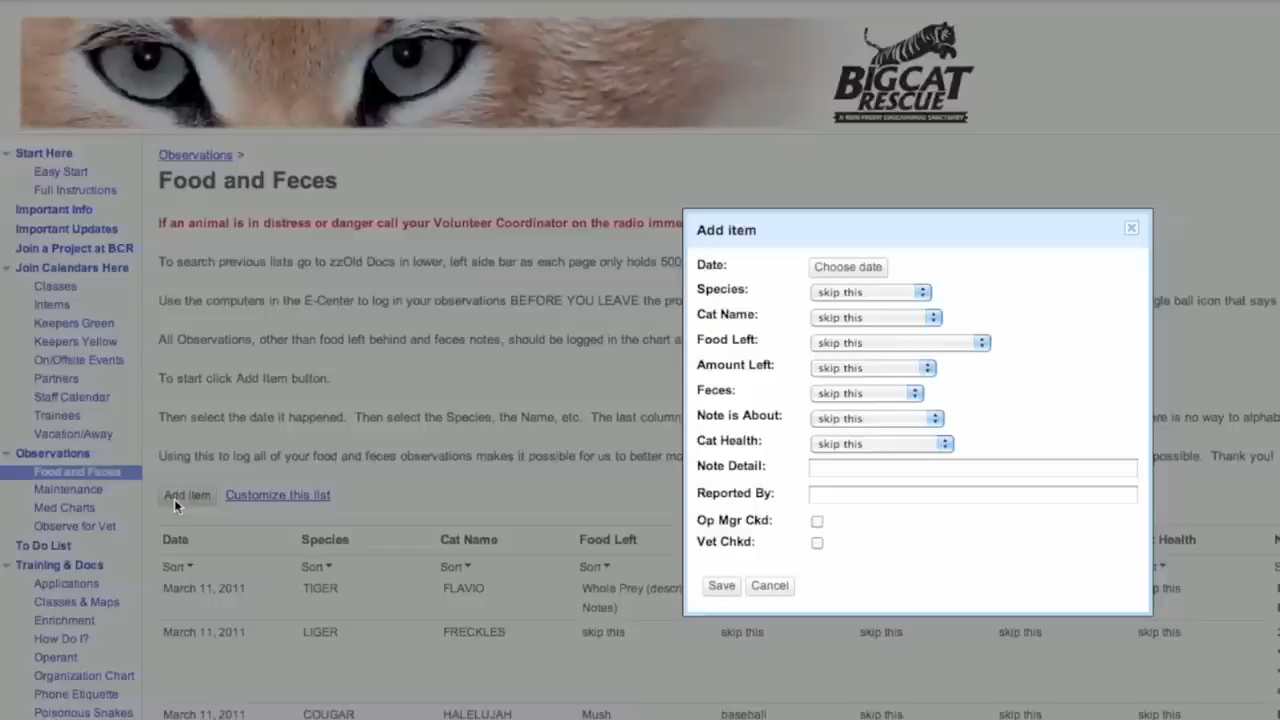 BIGCAT
RESCUE
A NON-PROFIT EDUCATIONAL SANCTUARY
Start Here
Easy Start
Full Instructions
Important Info
Important Updates
Join a Project at BCR
Join Calendars Here
Classes
Interns
Keepers Green
Keepers Yellow
On/Offsite Events
Partners
Staff Calendar
Trainees
Vacation/Away
Observations
Food and Feces
Maintenance
Med Charts
Observe for Vet
To Do List
Training & Docs
Applications
Classes & Maps
Enrichment
How Do I?
Operant
Organization Chart
Phone Etiquette
Poisonous Snakes
Observations >
Food and Feces
If an animal is in distress or danger call your Volunteer Coordinator on the radio imme
To search previous lists go to zzOld Docs in lower, left side bar as each page only holds 500
Use the computers in the E-Center to log in your observations BEFORE YOU LEAVE the pro gle ball icon that says
All Observations, other than food left behind and feces notes, should be logged in the chart a
To start click Add Item button.
Then select the date it happened. Then select the Species, the Name, etc. The last column ere is no way to alphab
Using this to log all of your food and feces observations makes it possible for us to better mo possible. Thank you!
Add item Customize this list
Date Species Cat Name Food Left Health
Sort Sort Sort Sort
March 11, 2011 TIGER FLAVIO Whole Prey (descri p this
Notes)
March 11, 2011 LIGER FRECKLES skip this skip this skip this skip this skip this
March 11, 2011 COUGAR HALELUJAH Mush baseball skip this skip this skip this
Add item
Date: Choose date
Species: skip this
Cat Name: skip this
Food Left: skip this
Amount Left: skip this
Feces: skip this
Note is About: skip this
Cat Health: skip this
Note Detail:
Reported By:
Op Mgr Ckd:
Vet Chkd:
Save Cancel